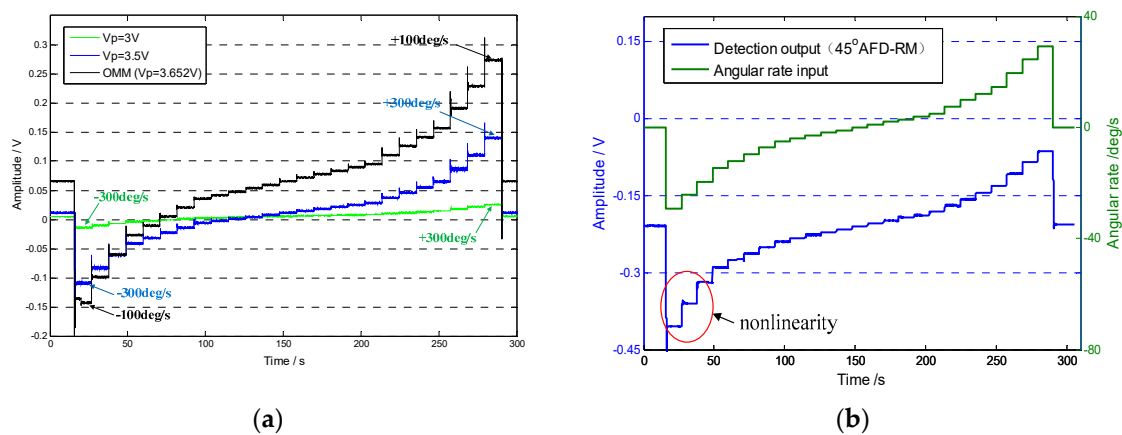 Vp=3V
Vp=3.5V
OMM (Vp=3.652V)
+100deg/s
+300deg/s
-300deg/s
+300deg/s
-300deg/s
-100deg/s
0.3
0.25
0.2
0.15
0.1
0.05
0
-0.05
-0.1
-0.15
-0.2
Amplitude / V
0 50 100 150 200 250 300
Time / s
(a)
Detection output（45°AFD-RM）
Angular rate input
0.15
0
-0.15
-0.3
-0.45
Amplitude / V
40
0
-40
-80
Angular rate /deg/s
nonlinearity
0 50 100 150 200 250 300
Time /s
(b)